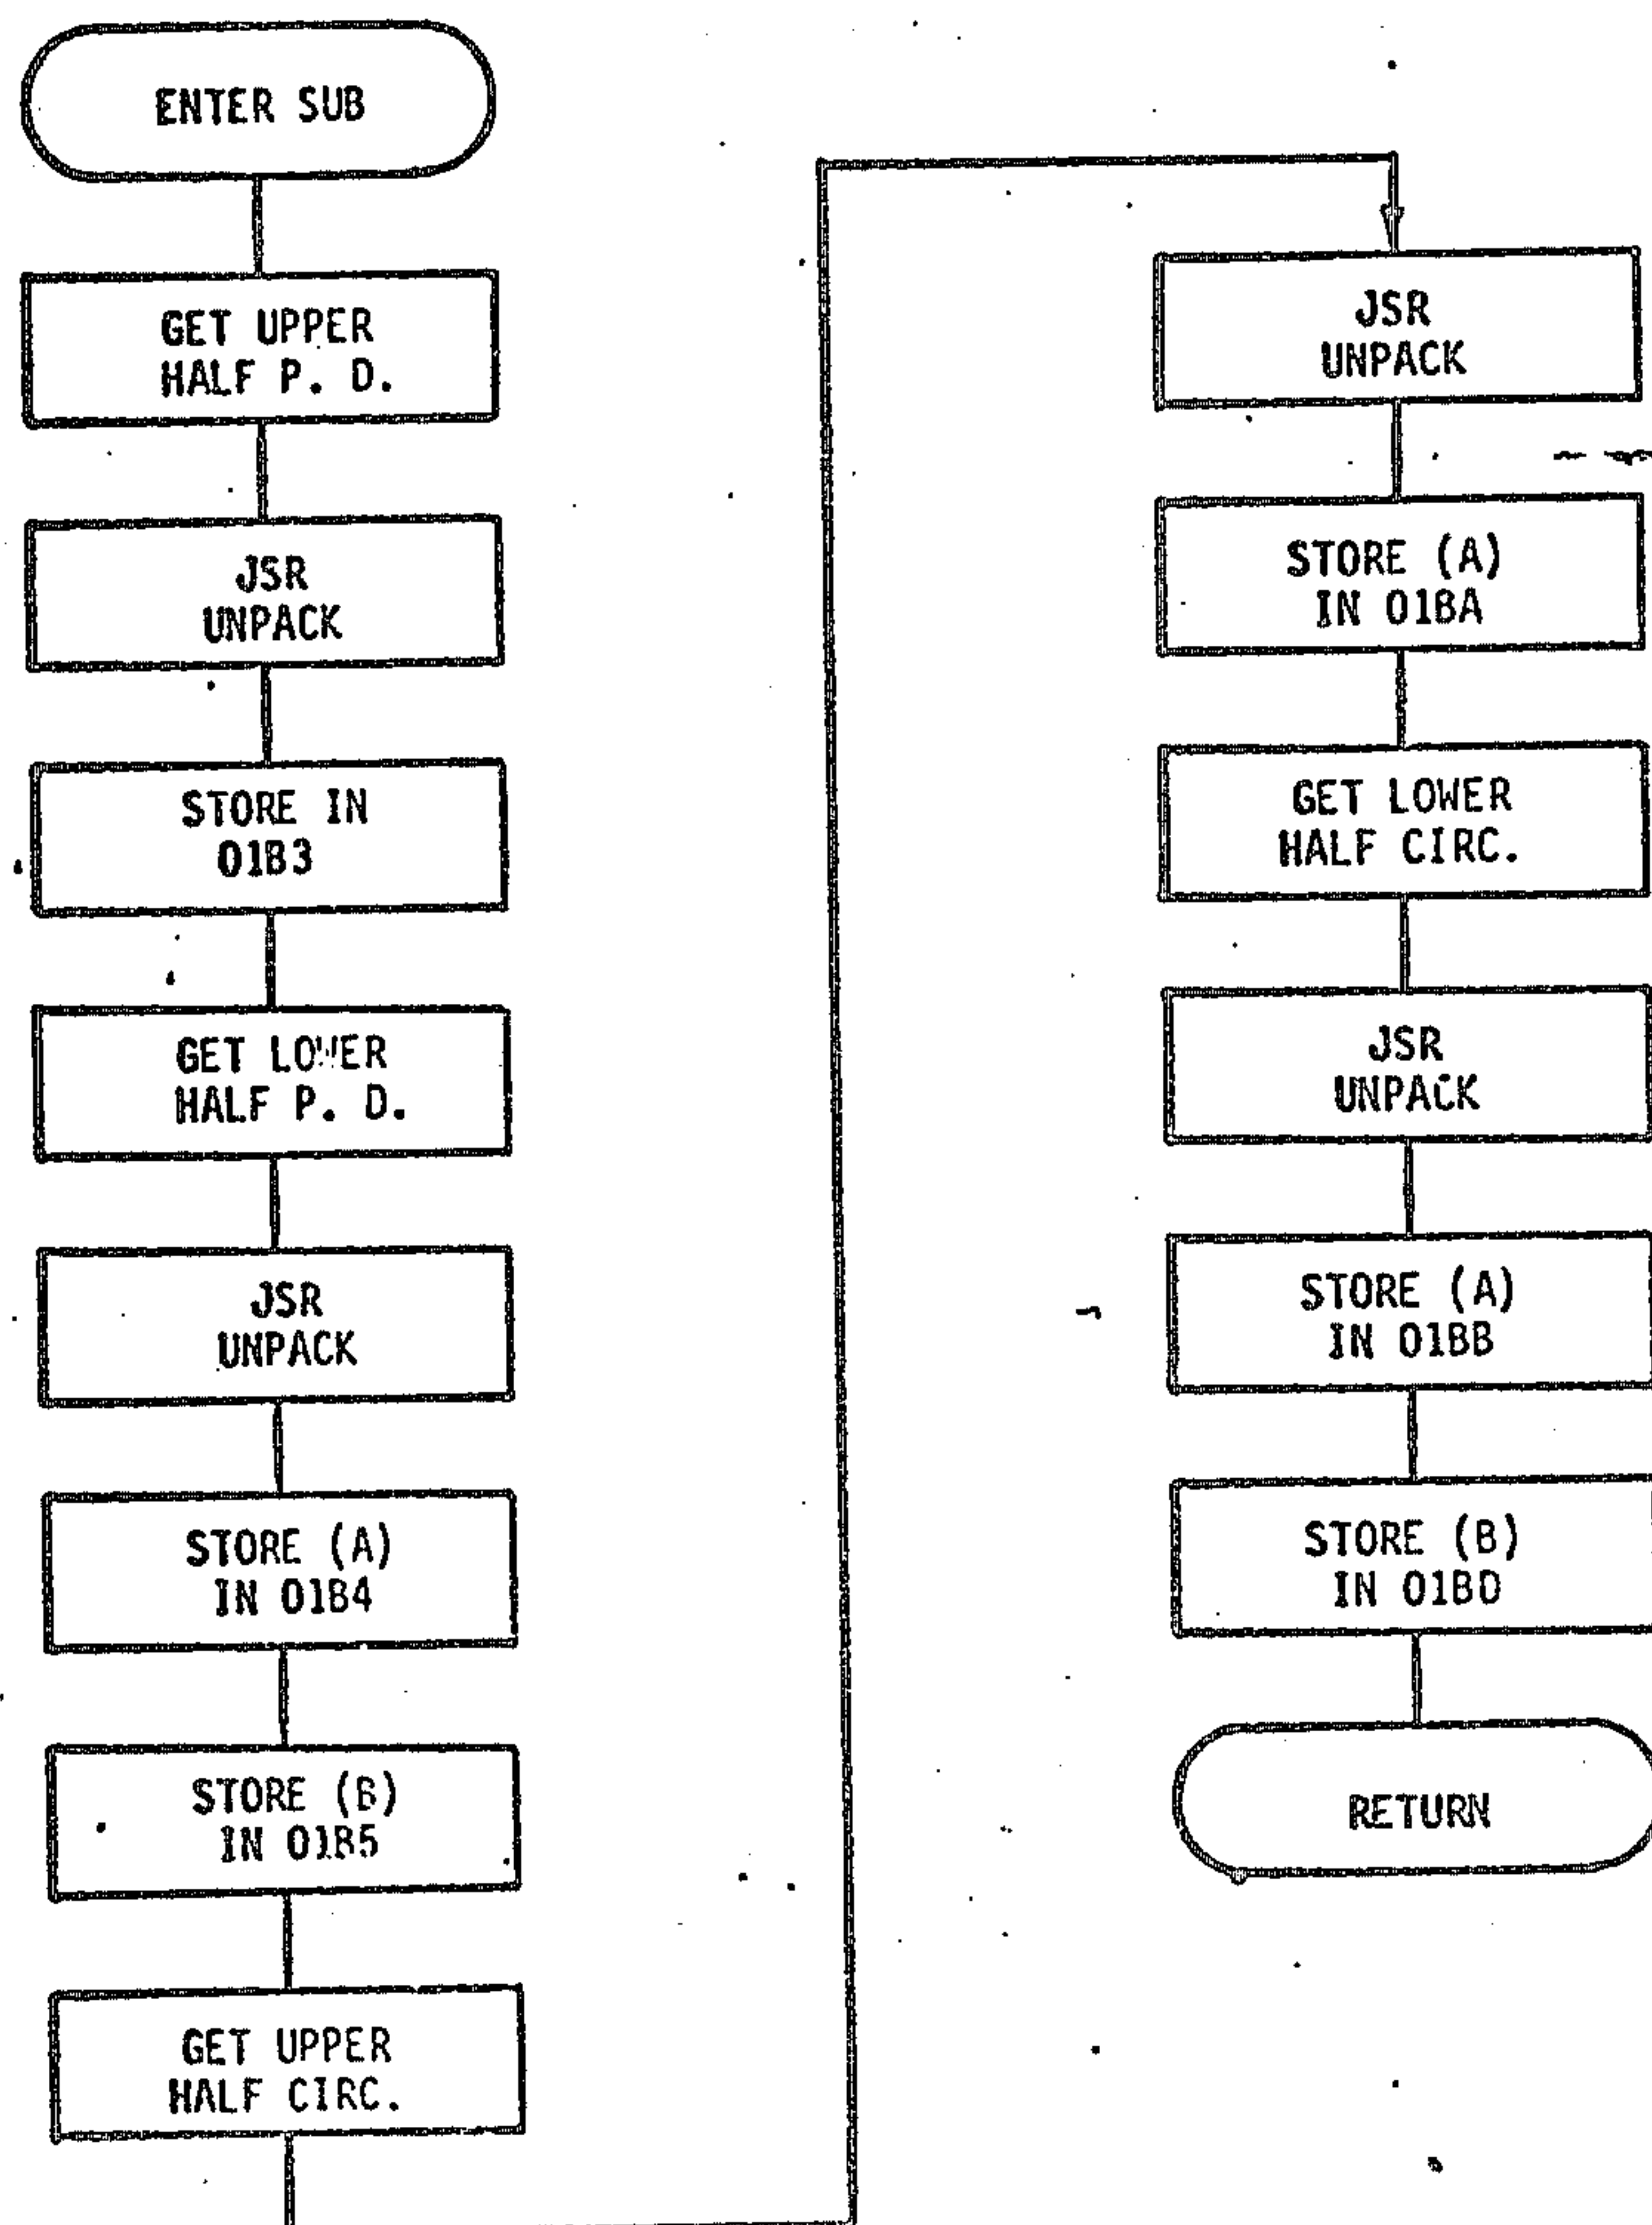 ENTER SUB
GET UPPER
HALF P. D.
JSR
UNPACK
STORE IN
01B3
GET LOWER
HALF P. D.
JSR
UNPACK
STORE (A)
IN 01B4
STORE (B)
IN 01B5
GET UPPER
HALF CIRC.
JSR
UNPACK
STORE (A)
IN 01BA
GET LOWER
HALF CIRC.
JSR
UNPACK
STORE (A)
IN 01BB
STORE (B)
IN 01BD
RETURN